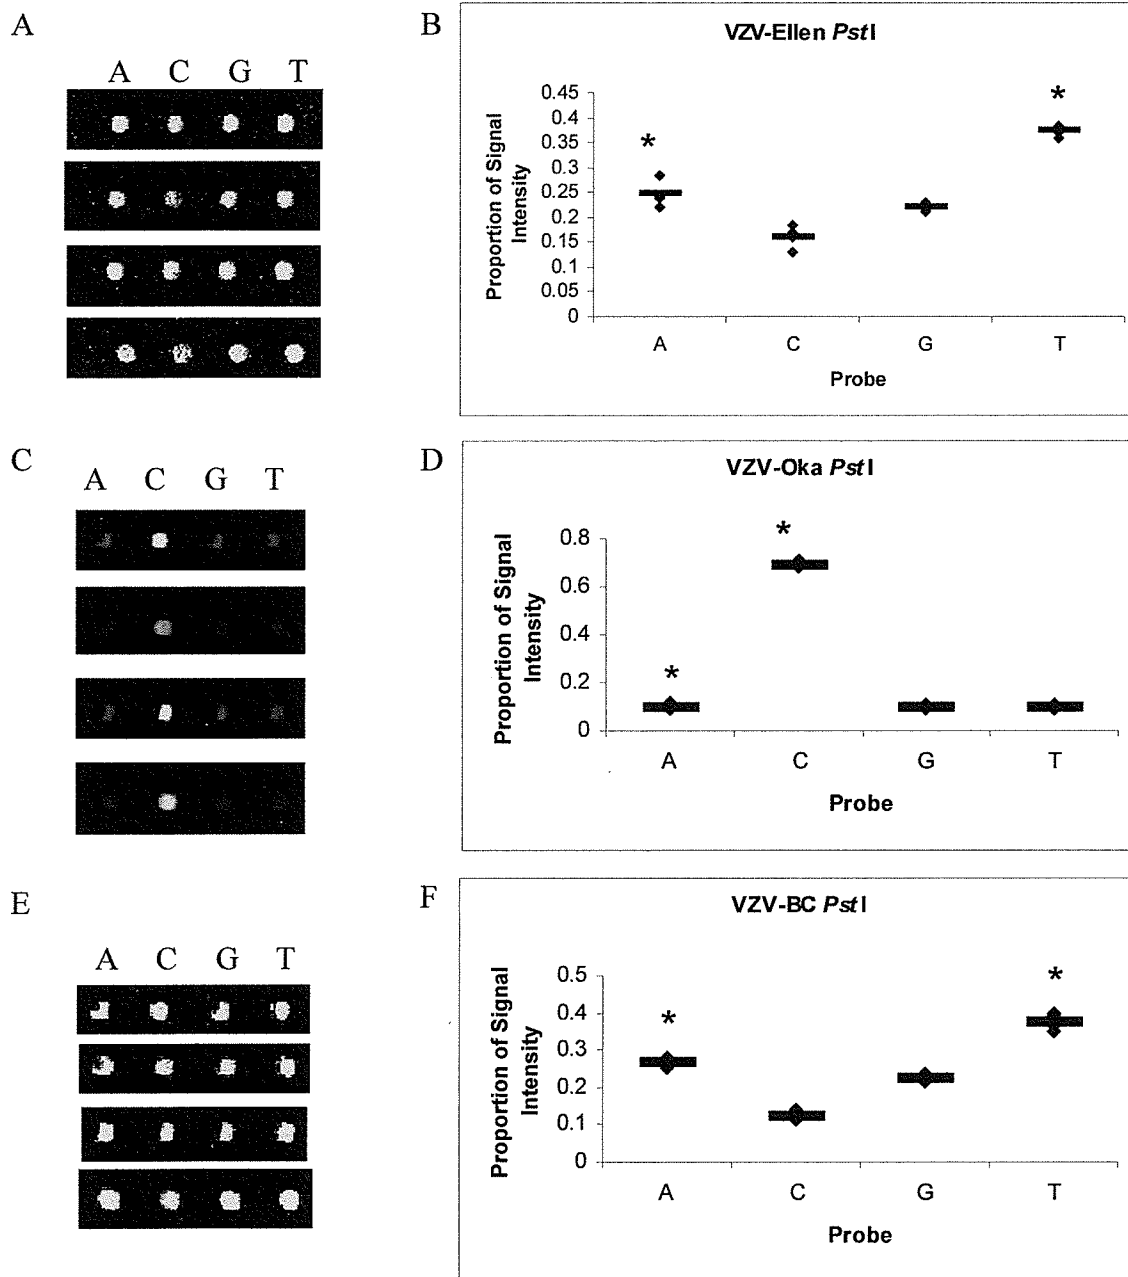 A
A C G T
B
VZV-Ellen PstI
Proportion of Signal
Intensity
0.45
0.4
0.35
0.3
0.25
0.2
0.15
0.1
0.05
0
* *
A C G T
Probe
C
A C G T
D
VZV-Oka PstI
Proportion of Signal
Intensity
0.8
0.6
0.4
0.2
0
* *
A C G T
Probe
E
A C G T
F
VZV-BC PstI
Proportion of Signal
Intensity
0.5
0.4
0.3
0.2
0.1
0
* *
A C G T
Probe